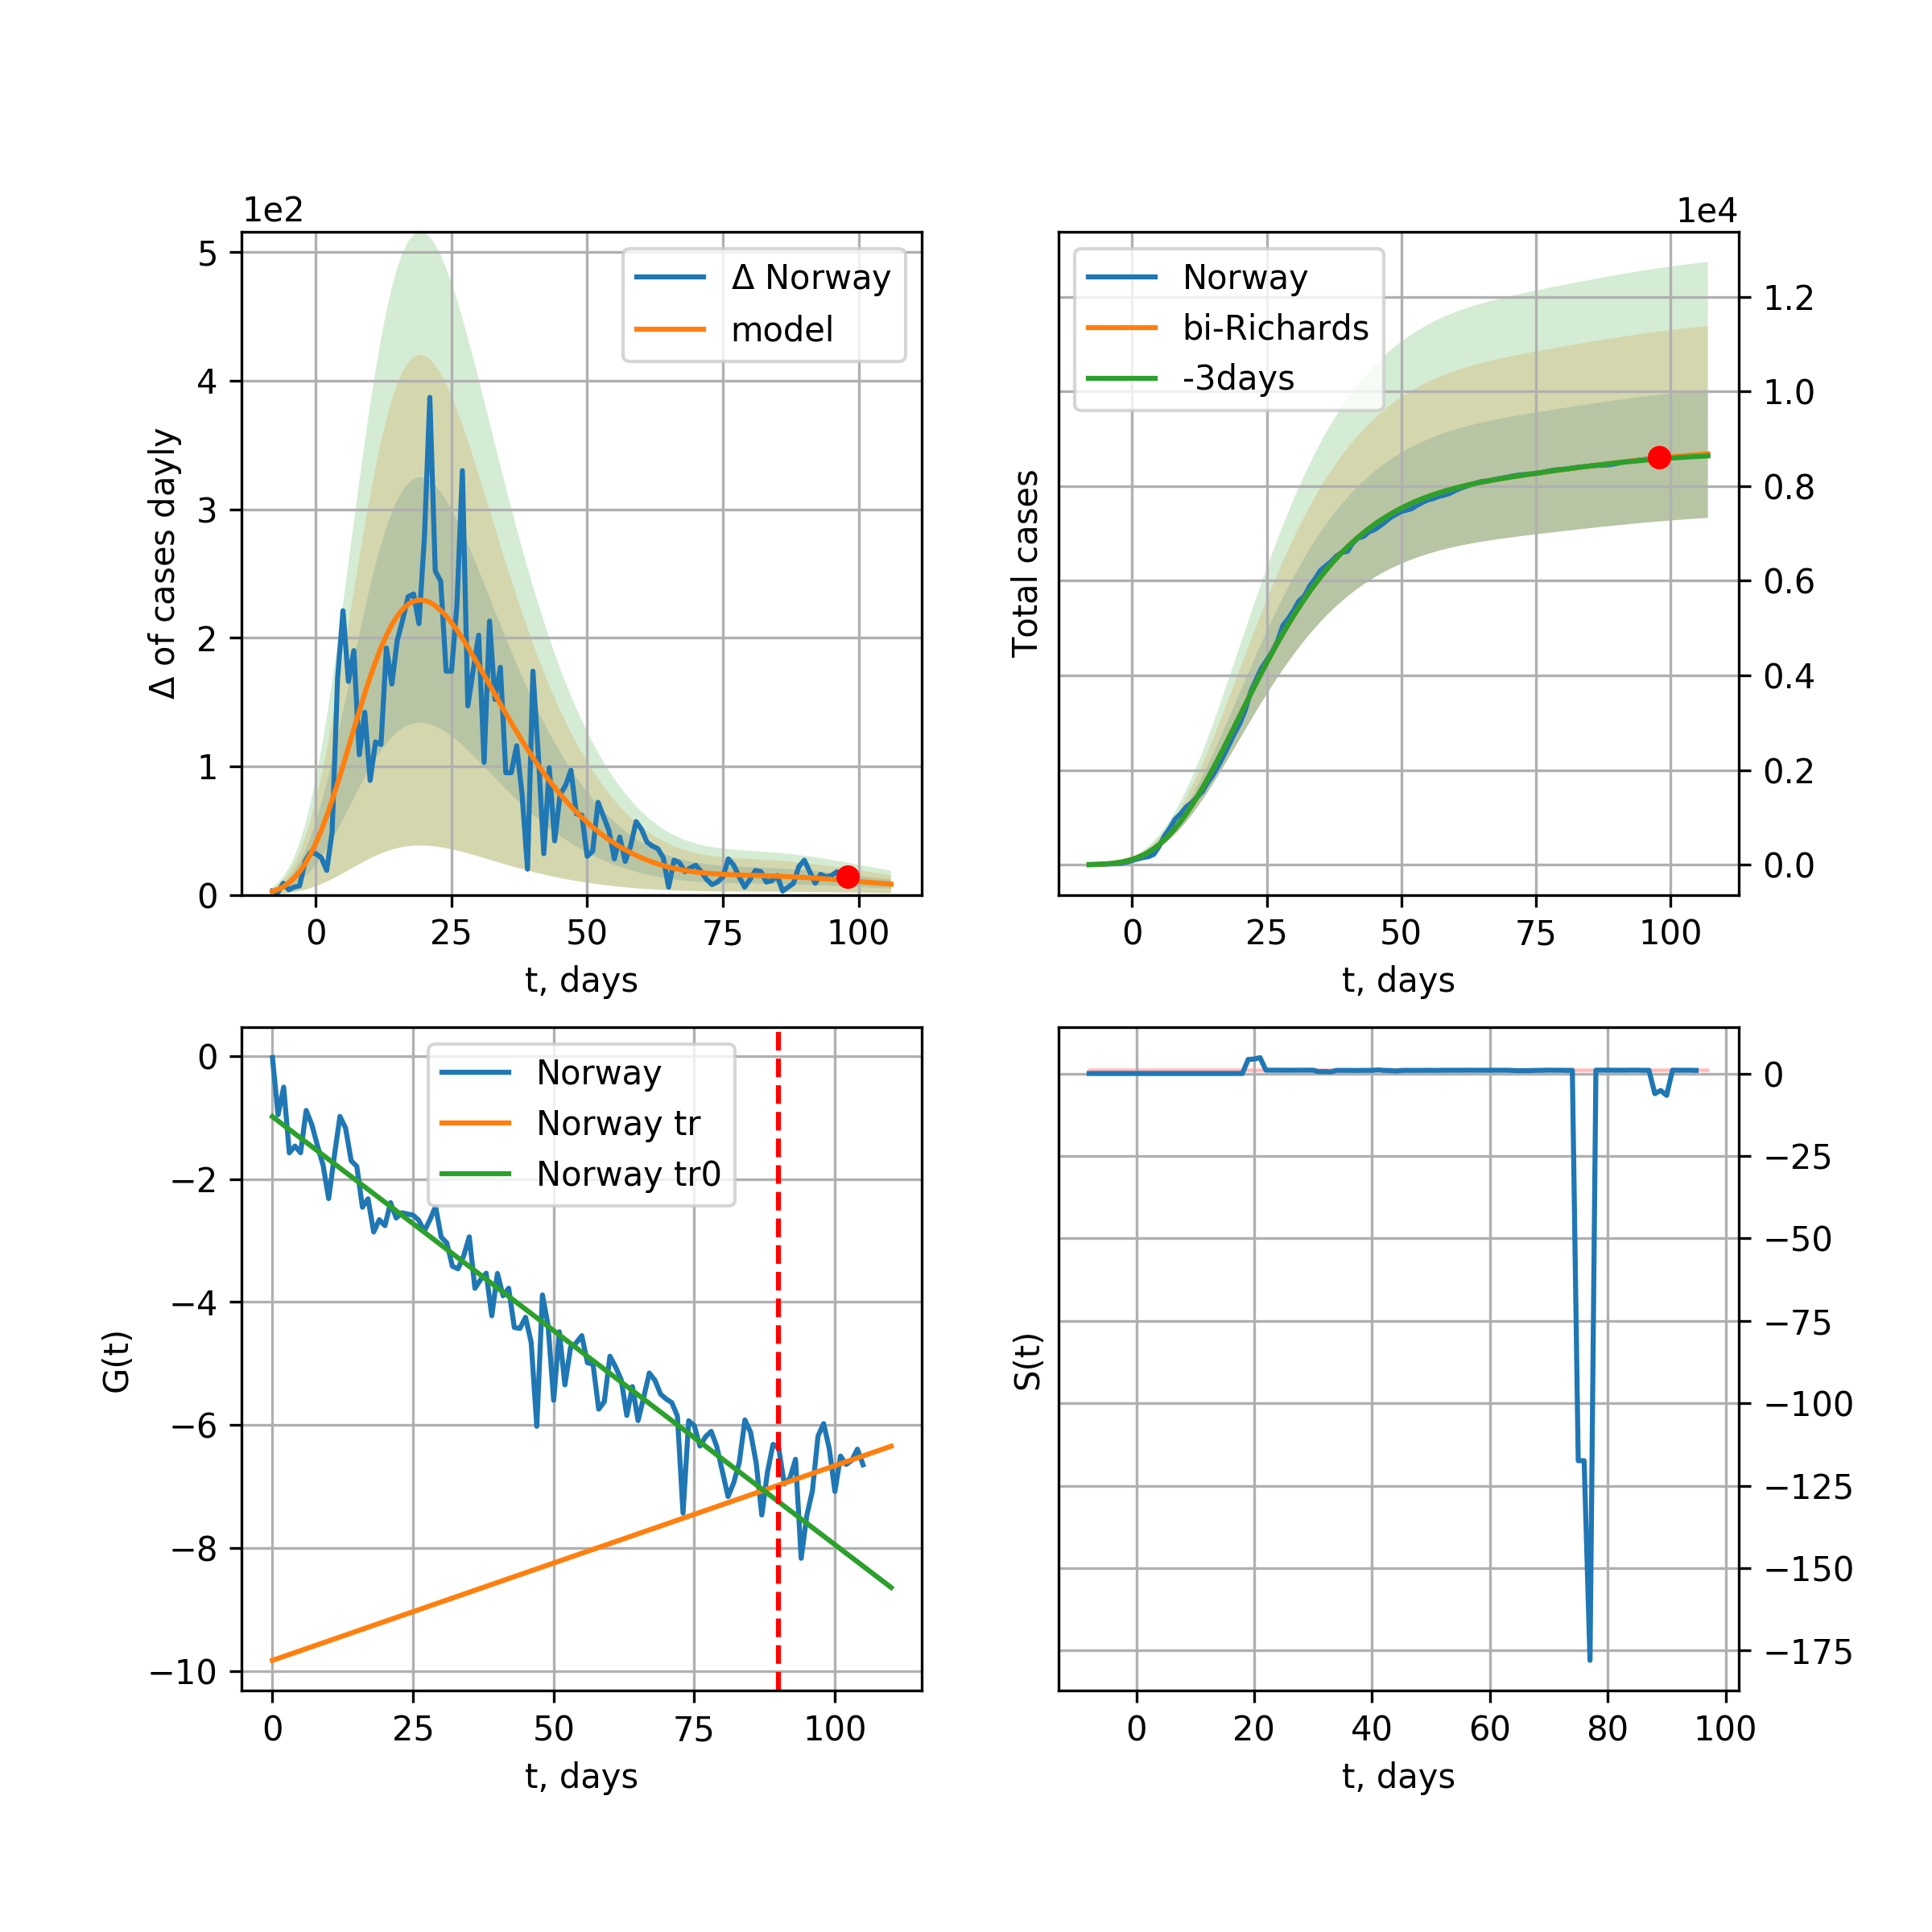 1e2
5
4
3
2
1
0
Δ of cases dayly
Δ Norway
model
0 25 50 75 100
t, days
1e4
Norway
bi-Richards
-3days
Total cases
1.2
1.0
0.8
0.6
0.4
0.2
0.0
0 25 50 75 100
t, days
0
−2
−4
−6
−8
−10
G(t)
Norway
Norway tr
Norway tr0
0 25 50 75 100
t, days
S(t)
0
−25
−50
−75
−100
−125
−150
−175
0 20 40 60 80 100
t, days